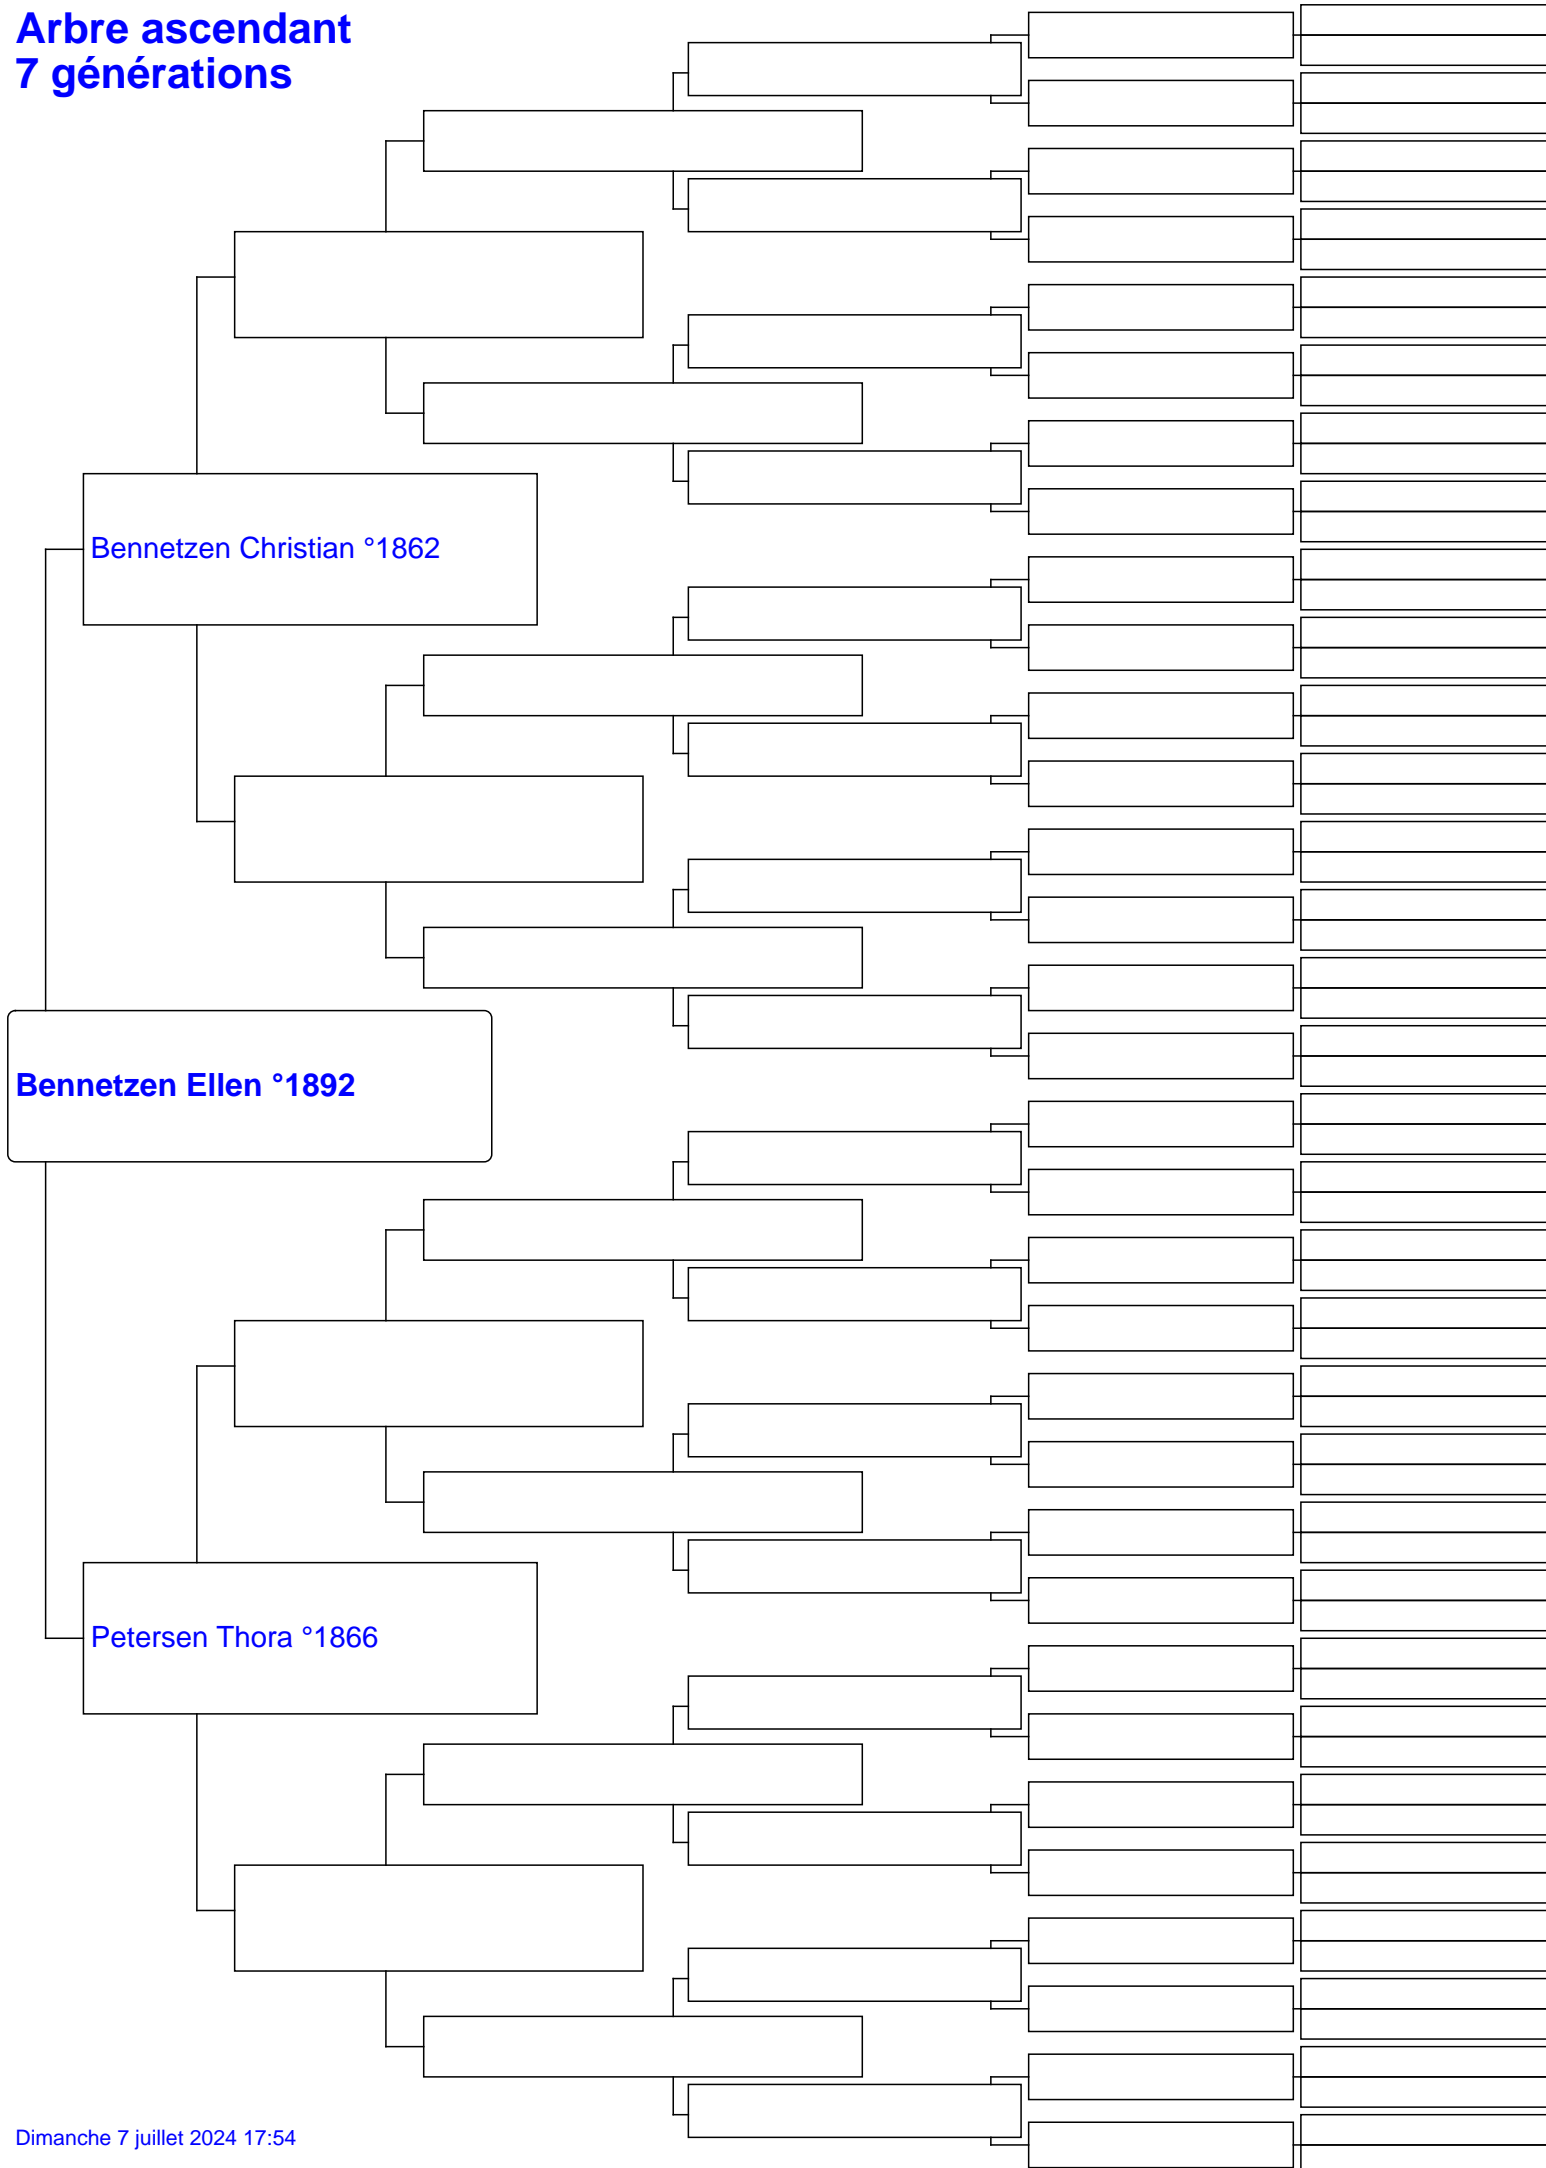 Arbre ascendant
7 générations
Bennetzen Christian °1862
Bennetzen Ellen °1892
Petersen Thora °1866
Dimanche 7 juillet 2024 17:54